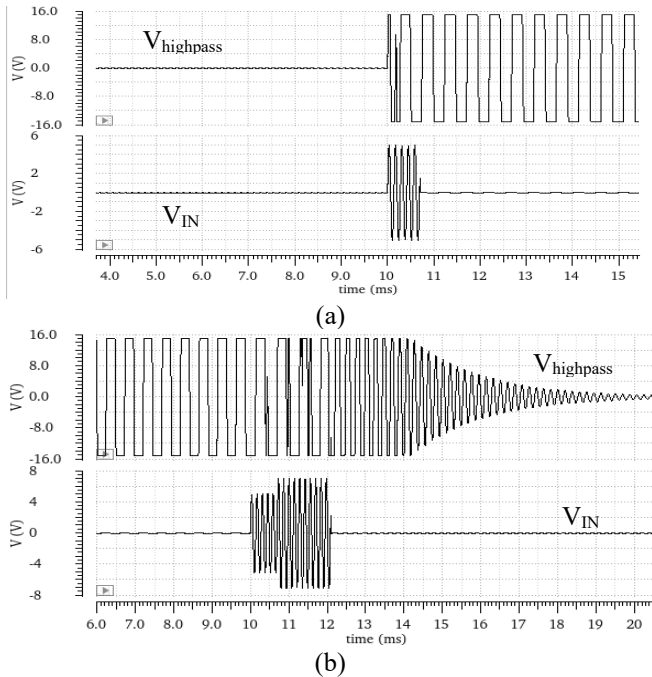 16.0
8.0
0.0
-8.0
-16.0
V (V)
Vhighpass
6
2
-2
-6
V (V)
VIN
4.0 5.0 6.0 7.0 8.0 9.0 10 11 12 13 14 15
time (ms)
(a)
16.0
8.0
0.0
-8.0
-16.0
V (V)
Vhighpass
8
4
0
-4
-8
V (V)
VIN
6.0 7.0 8.0 9.0 10 11 12 13 14 15 16 17 18 19 20
time (ms)
(b)